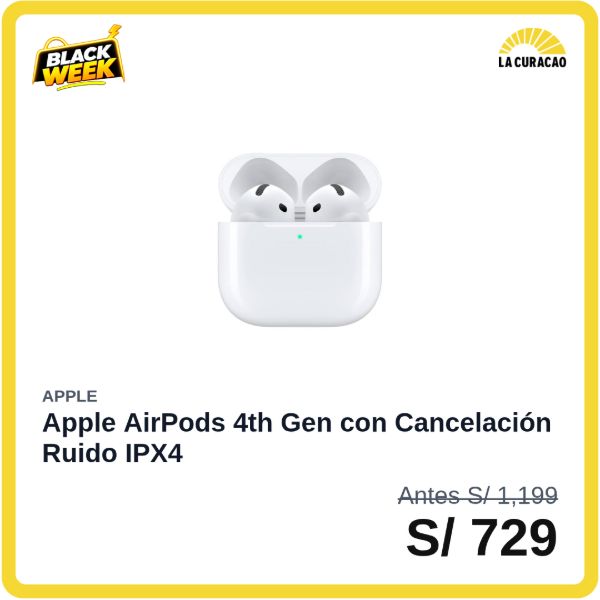 BLACK
WEEK
LA CURACAO
APPLE
Apple AirPods 4th Gen con Cancelación
Ruido IPX4
Antes S/ 1,199
S/ 729